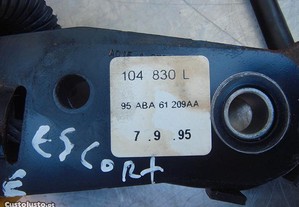 104 830 L
95 ABA 61 209AA
7 . 9 . 95
ESCORT
E
CustoJusto.pt